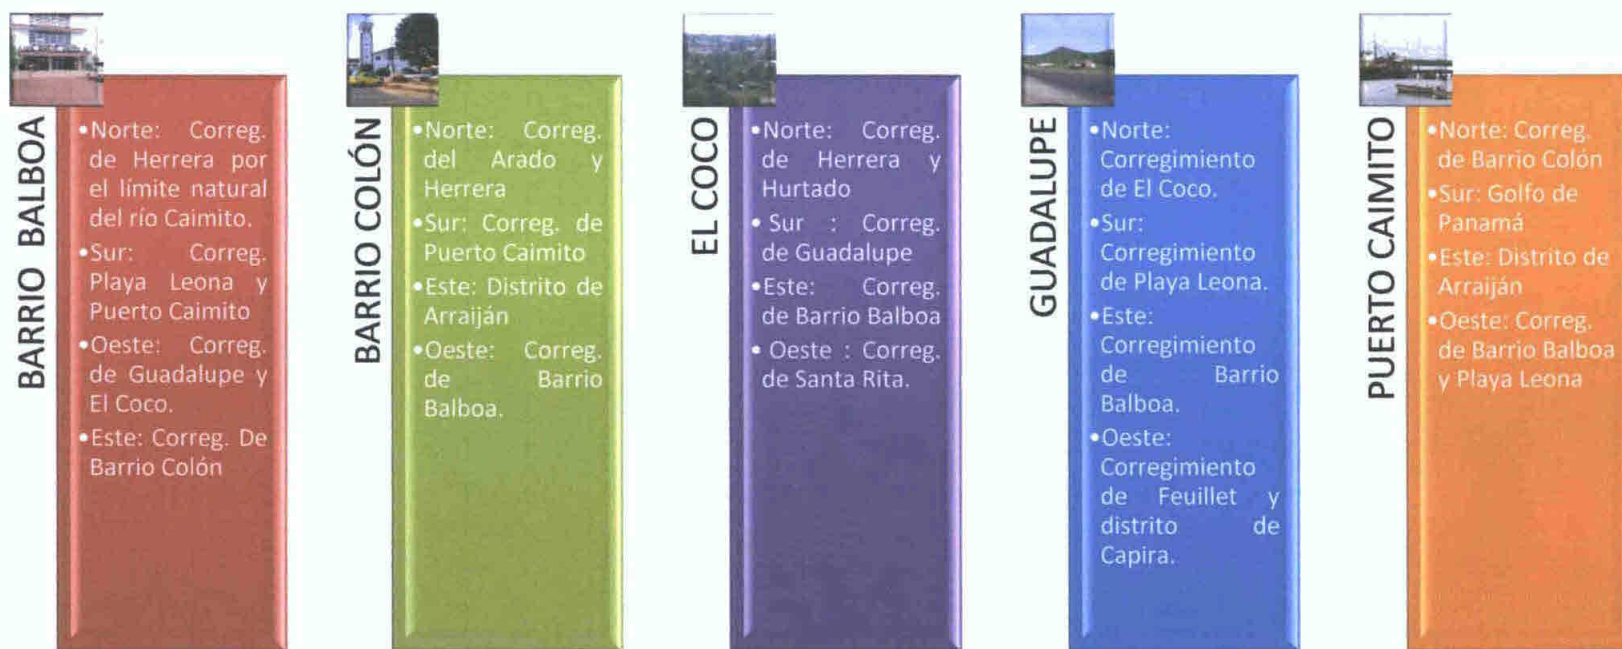 BARRIO BALBOA
•Norte: Correg.
de Herrera por
el límite natural
del río Caimito.
•Sur: Correg.
Playa Leona y
Puerto Caimito
•Oeste: Correg.
de Guadalupe y
El Coco.
•Este: Correg. De
Barrio Colón
BARRIO COLÓN
•Norte: Correg.
del Arado y
Herrera
•Sur: Correg. de
Puerto Caimito
•Este: Distrito de
Arraiján
•Oeste: Correg.
de Barrio
Balboa.
EL COCO
•Norte: Correg.
de Herrera y
Hurtado
• Sur : Correg.
de Guadalupe
•Este: Correg.
de Barrio Balboa
• Oeste : Correg.
de Santa Rita.
GUADALUPE
•Norte:
Corregimiento
de El Coco.
•Sur:
Corregimiento
de Playa Leona.
•Este:
Corregimiento
de Barrio
Balboa.
•Oeste:
Corregimiento
de Feuillet y
distrito de
Capira.
PUERTO CAIMITO
•Norte: Correg.
de Barrio Colón
•Sur: Golfo de
Panamá
•Este: Distrito de
Arraiján
•Oeste: Correg.
de Barrio Balboa
y Playa Leona